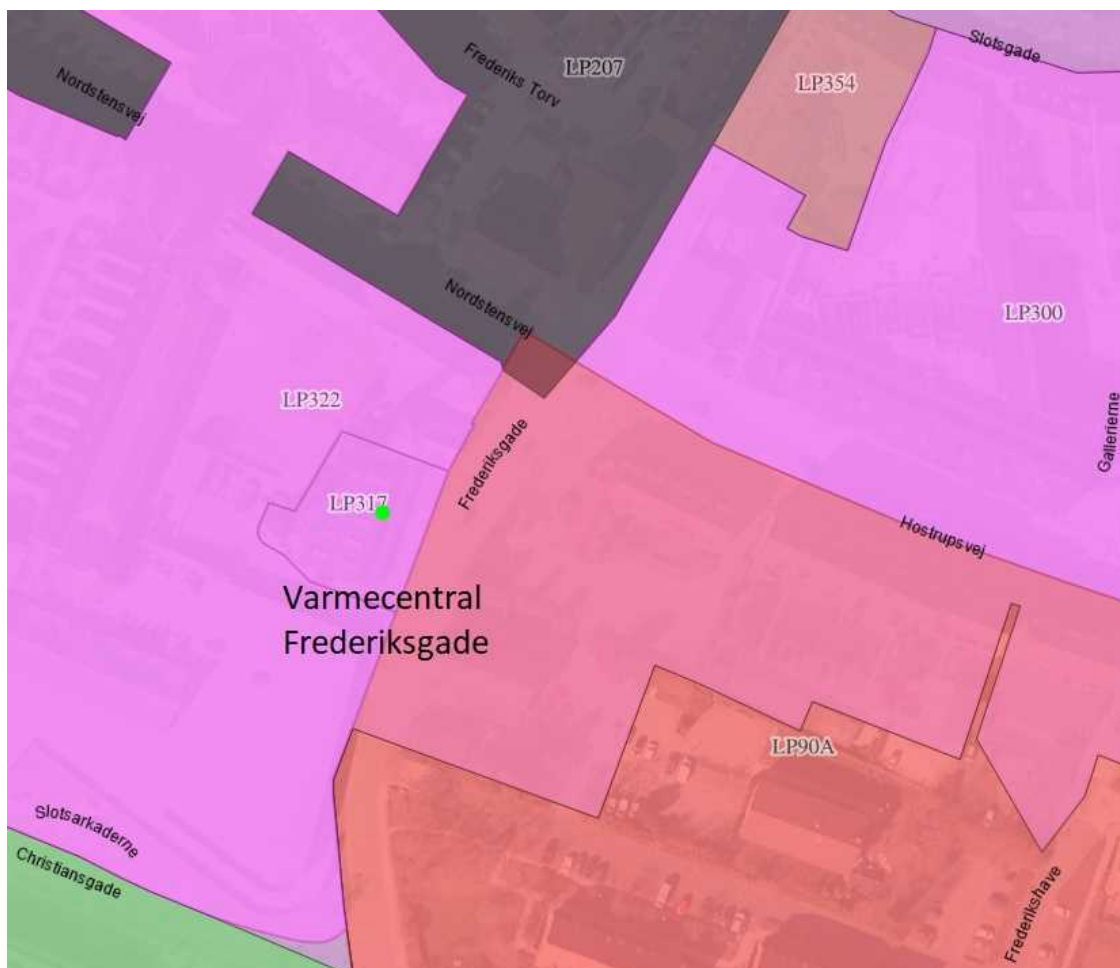 Slotsgade
Frederiks Torv
LP207
Nordstensvej
LP354
Nordstensvej
LP300
LP322
Gallerierne
Frederiksgade
LP317
Hostrupsvej
Varmecentral
Frederiksgade
LP90A
Slotsarkaderne
Christiansgade
Frederikshave